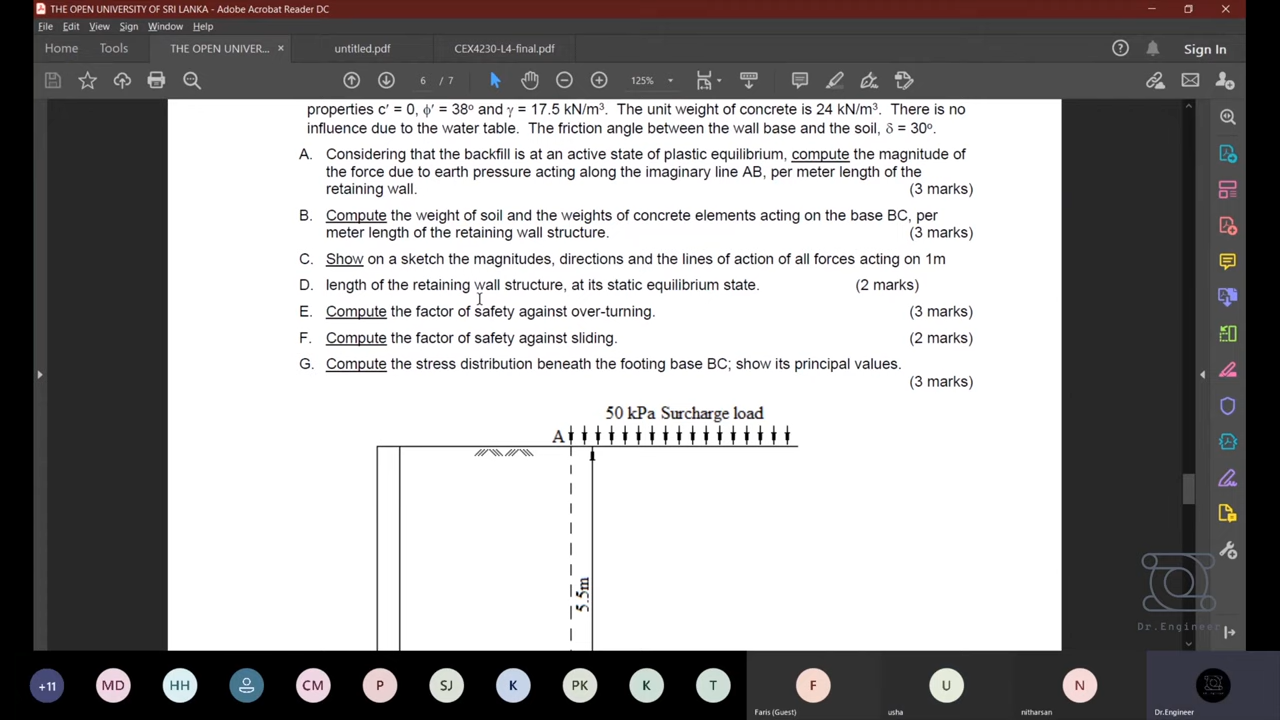 THE OPEN UNIVERSITY OF SRI LANKA - Adobe Acrobat Reader DC
File Edit View Sign Window Help
Home Tools THE OPEN UNIVER... × untitled.pdf CEX4230-L4-final.pdf Sign In
6 / 7 125%
properties c' = 0, ϕ' = 38° and γ = 17.5 kN/m³. The unit weight of concrete is 24 kN/m³. There is no
influence due to the water table. The friction angle between the wall base and the soil, δ = 30°.
A. Considering that the backfill is at an active state of plastic equilibrium, compute the magnitude of
the force due to earth pressure acting along the imaginary line AB, per meter length of the
retaining wall. (3 marks)
B. Compute the weight of soil and the weights of concrete elements acting on the base BC, per
meter length of the retaining wall structure. (3 marks)
C. Show on a sketch the magnitudes, directions and the lines of action of all forces acting on 1m
D. length of the retaining wall structure, at its static equilibrium state. (2 marks)
E. Compute the factor of safety against over-turning. (3 marks)
F. Compute the factor of safety against sliding. (2 marks)
G. Compute the stress distribution beneath the footing base BC; show its principal values.
(3 marks)
50 kPa Surcharge load
A
5.5m
Dr.Engineer
+11 MD HH CM P SJ K PK K T F U N
Faris (Guest) usha nitharsan Dr.Engineer